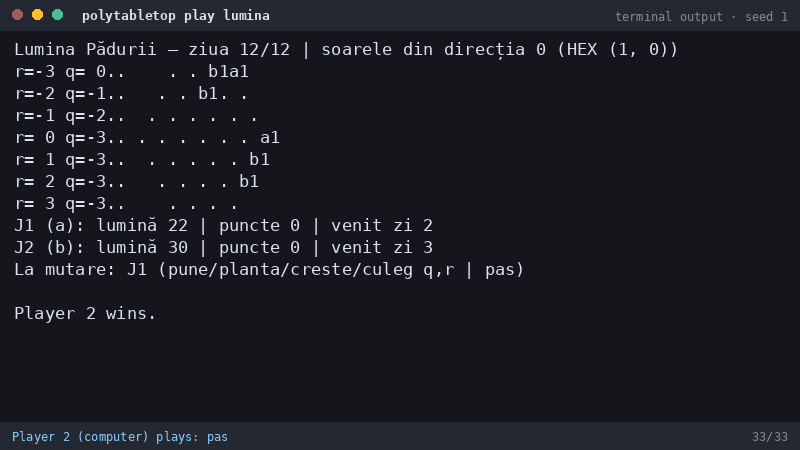 polytabletop play lumina
terminal output · seed 1
Lumina Pădurii — ziua 12/12 | soarele din direcția 0 (HEX (1, 0))
r=-3 q= 0..    . . b1a1
r=-2 q=-1..   . . b1. .
r=-1 q=-2..  . . . . . .
r= 0 q=-3.. . . . . . . a1
r= 1 q=-3..  . . . . . b1
r= 2 q=-3..   . . . . b1
r= 3 q=-3..    . . . .
J1 (a): lumină 22 | puncte 0 | venit zi 2
J2 (b): lumină 30 | puncte 0 | venit zi 3
La mutare: J1 (pune/planta/creste/culeg q,r | pas)
Player 2 wins.
Player 2 (computer) plays: pas
33/33